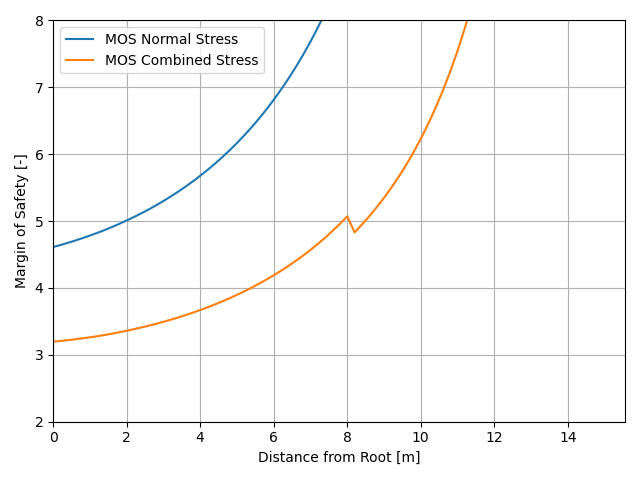 MOS Normal Stress
MOS Combined Stress
8
7
6
5
4
3
2
Margin of Safety [-]
0 2 4 6 8 10 12 14
Distance from Root [m]